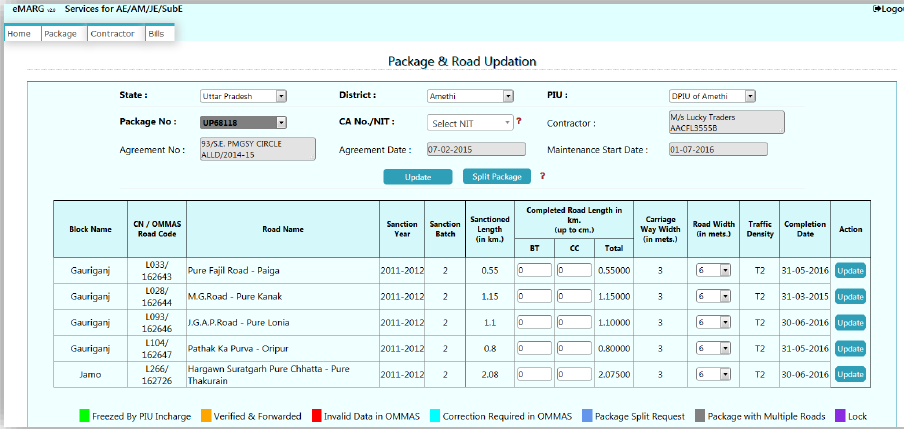 eMARG v2.0 Services for AE/AM/JE/SubE Logou
Home Package Contractor Bills
Package & Road Updation
State : Uttar Pradesh District : Amethi PIU : DPIU of Amethi
Package No : UP68118 CA No./NIT : Select NIT ? Contractor : M/s Lucky Traders
AACFL3555B
Agreement No : 93/S.E. PMGSY CIRCLE
ALLD/2014-15
Agreement Date : 07-02-2015 Maintenance Start Date : 01-07-2016
Update Split Package ?
Block Name CN / OMMAS
Road Code
Road Name Sanction
Year
Sanction
Batch
Sanctioned
Length
(in km.)
Completed Road Length in
km.
(up to cm.)
BT CC Total
Carriage
Way Width
(in mets.)
Road Width
(in mets.)
Traffic
Density
Completion
Date
Action
Gauriganj L033/
162643 Pure Fajil Road - Paiga 2011-2012 2 0.55 0 0 0.55000 3 6 T2 31-05-2016 Update
Gauriganj L028/
162644 M.G.Road - Pure Kanak 2011-2012 2 1.15 0 0 1.15000 3 6 T2 31-03-2015 Update
Gauriganj L093/
162646 J.G.A.P.Road - Pure Lonia 2011-2012 2 1.1 0 0 1.10000 3 6 T2 30-06-2016 Update
Gauriganj L104/
162647 Pathak Ka Purva - Oripur 2011-2012 2 0.8 0 0 0.80000 3 6 T2 31-05-2016 Update
Jamo L266/
162726 Hargawn Suratgarh Pure Chhatta - Pure
Thakurain 2011-2012 2 2.08 0 0 2.07500 3 6 T2 30-06-2016 Update
Freezed By PIU Incharge Verified & Forwarded Invalid Data in OMMAS Correction Required in OMMAS Package Split Request Package with Multiple Roads Lock